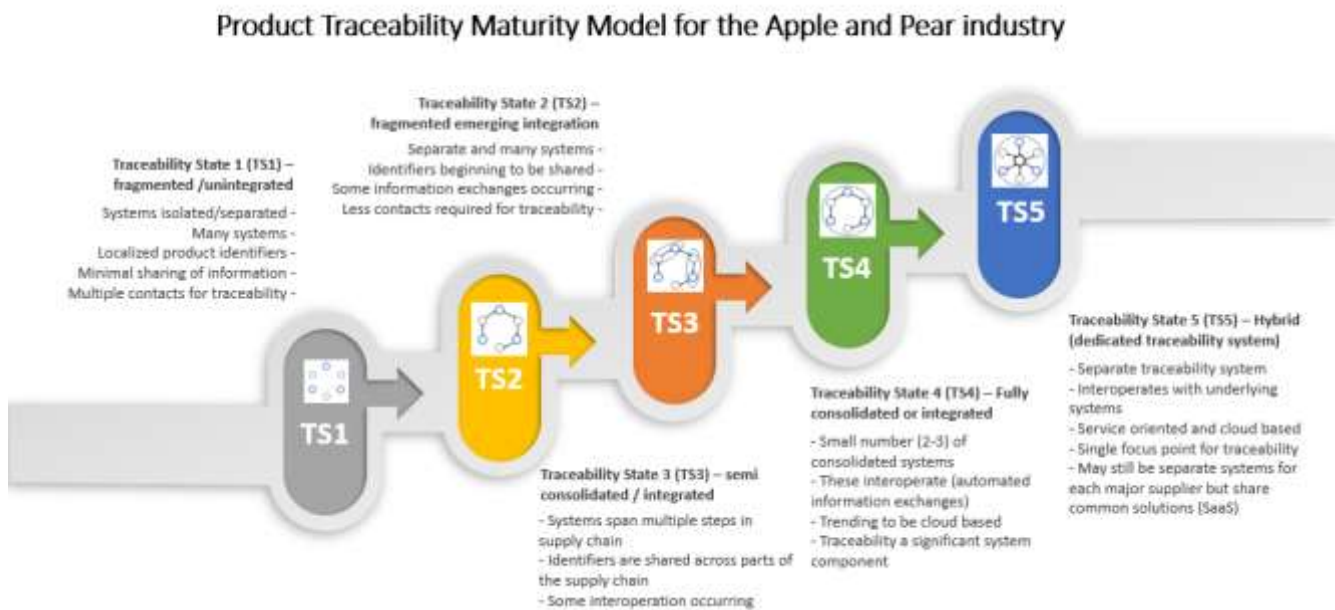 Product Traceability Maturity Model for the Apple and Pear industry
Traceability State 1 (TS1) –
fragmented /unintegrated
Systems isolated/separated -
Many systems -
Localized product identifiers -
Minimal sharing of information -
Multiple contacts for traceability -
TS1
Traceability State 2 (TS2) –
fragmented emerging integration
Separate and many systems -
Identifiers beginning to be shared -
Some information exchanges occurring -
Less contacts required for traceability -
TS2
TS3
Traceability State 3 (TS3) – semi
consolidated / integrated
- Systems span multiple steps in
supply chain
- Identifiers are shared across parts of
the supply chain
- Some interoperation occurring
TS4
Traceability State 4 (TS4) – Fully
consolidated or integrated
- Small number (2-3) of
consolidated systems
- These interoperate (automated
information exchanges)
- Trending to be cloud based
- Traceability a significant system
component
TS5
Traceability State 5 (TS5) – Hybrid
(dedicated traceability system)
- Separate traceability system
- Interoperates with underlying
systems
- Service oriented and cloud based
- Single focus point for traceability
- May still be separate systems for
each major supplier but share
common solutions (SaaS)